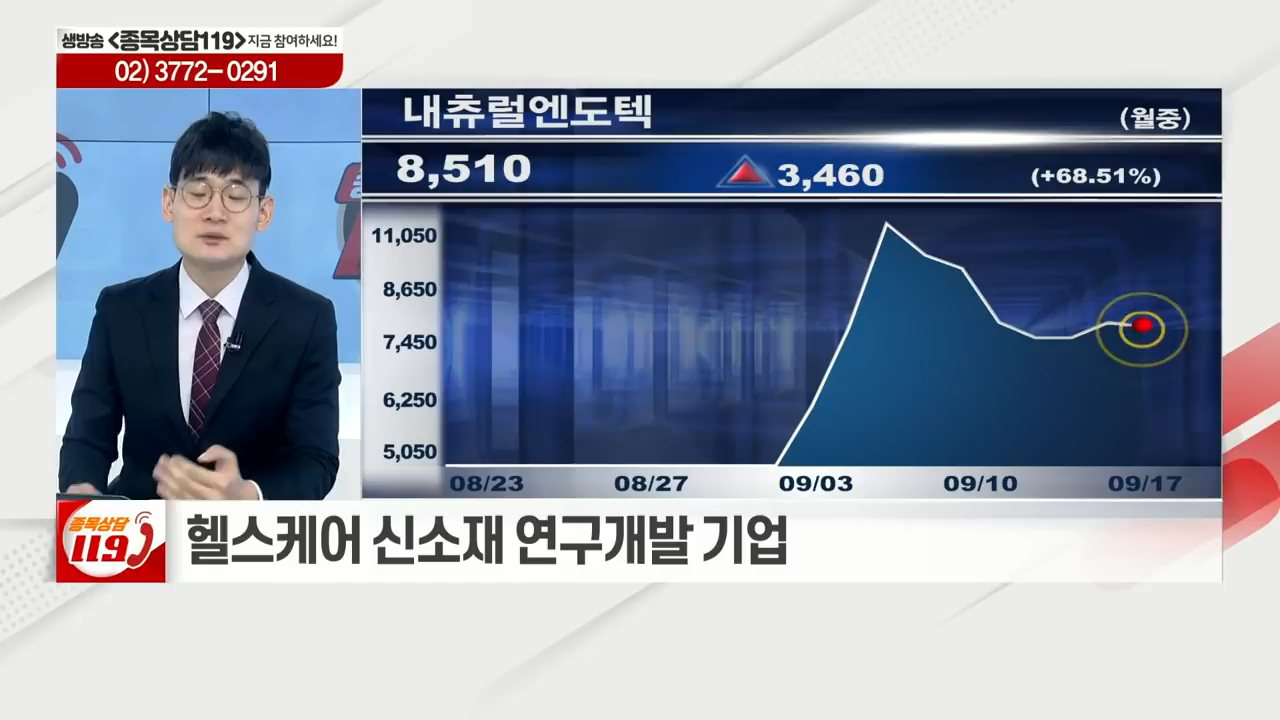 생방송 <종목상담119> 지금 참여하세요!
02) 3772-0291
내츄럴엔도텍 (월중)
8,510 3,460 (+68.51%)
11,050
8,650
7,450
6,250
5,050
08/23 08/27 09/03 09/10 09/17
종목상담
119
헬스케어 신소재 연구개발 기업